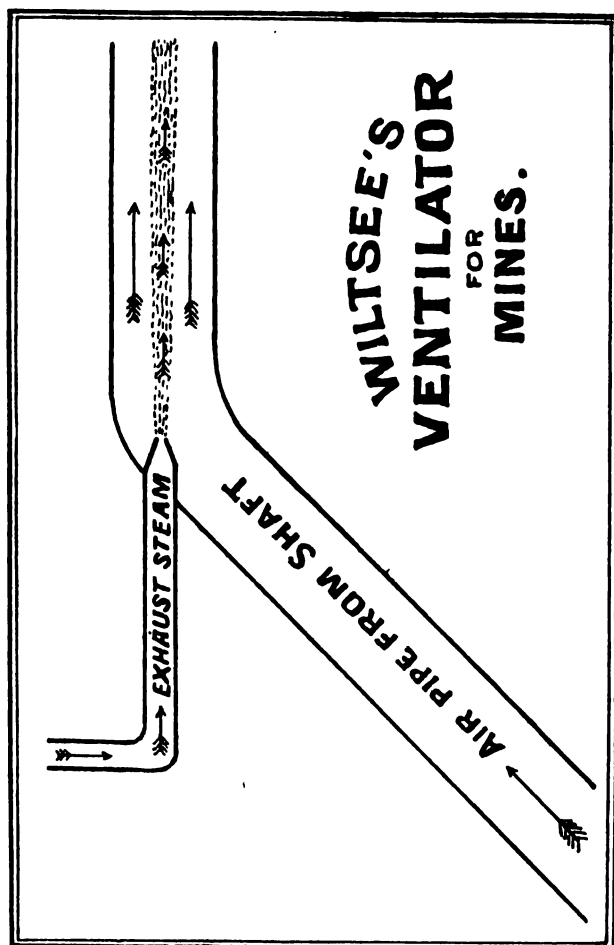 WILTSEE'S
VENTILATOR
FOR
MINES.
EXHAUST STEAM
AIR PIPE FROM SHAFT